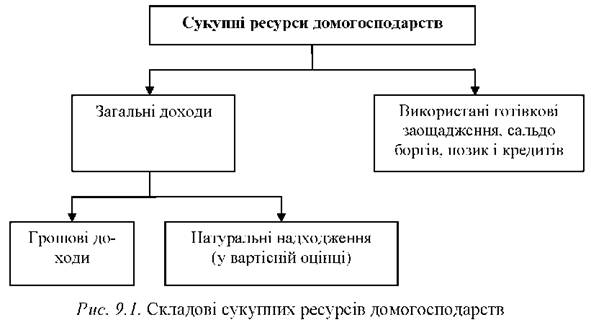 Сукупні ресурси домогосподарств
Загальні доходи
Використані готівкові
заощадження, сальдо
боргів, позик і кредитів
Грошові до-
ходи
Натуральні надходження
(у вартісній оцінці)
Рис. 9.1. Складові сукупних ресурсів домогосподарств